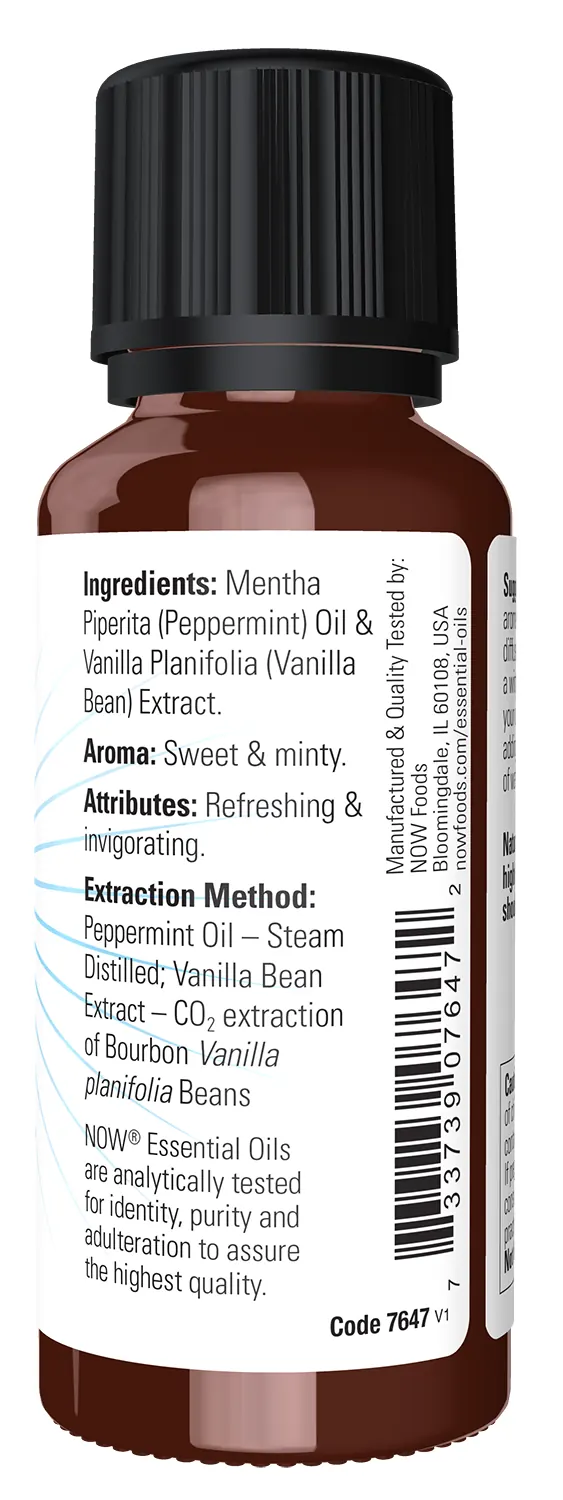 Ingredients: Mentha
Piperita (Peppermint) Oil &
Vanilla Planifolia (Vanilla
Bean) Extract.
Aroma: Sweet & minty.
Attributes: Refreshing &
invigorating.
Extraction Method:
Peppermint Oil – Steam
Distilled; Vanilla Bean
Extract – CO₂ extraction
of Bourbon Vanilla
planifolia Beans
NOW® Essential Oils
are analytically tested
for identity, purity and
adulteration to assure
the highest quality.
Manufactured & Quality Tested by:
NOW Foods
Bloomingdale, IL 60108, USA
nowfoods.com/essential-oils
7 33739 07647 2
Code 7647 V1